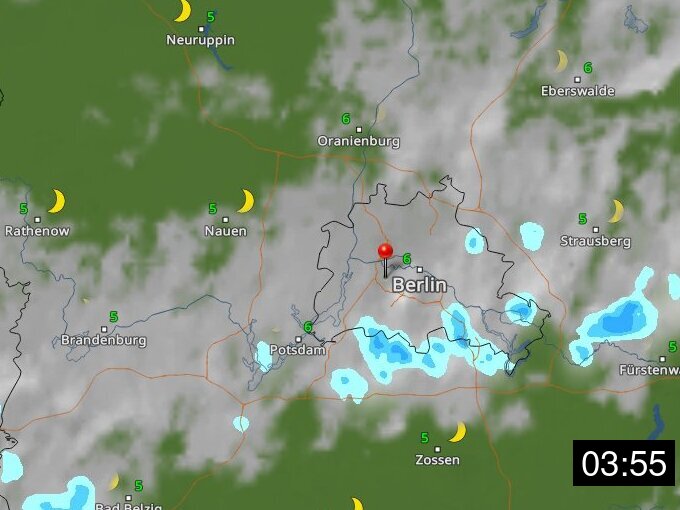 5
Neuruppin
6
Eberswalde
6
Oranienburg
5
Rathenow
5
Nauen
5
Strausberg
6
Berlin
5
Brandenburg
6
Potsdam
5
Fürstenwa
5
Zossen
03:55
5
Bad Belzig